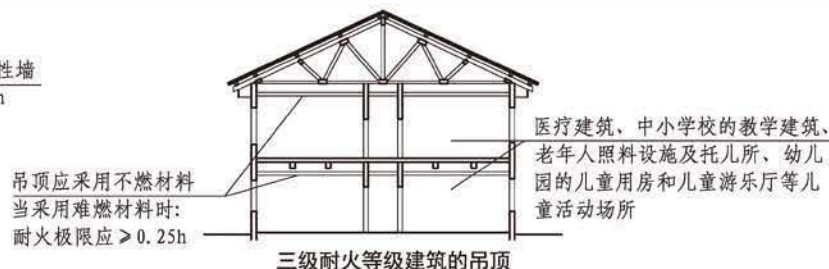 性墙
h
医疗建筑、中小学校的教学建筑、
老年人照料设施及托儿所、幼儿
园的儿童用房和儿童游乐厅等儿
童活动场所
吊顶应采用不燃材料
当采用难燃材料时:
耐火极限应≥0.25h
三级耐火等级建筑的吊顶